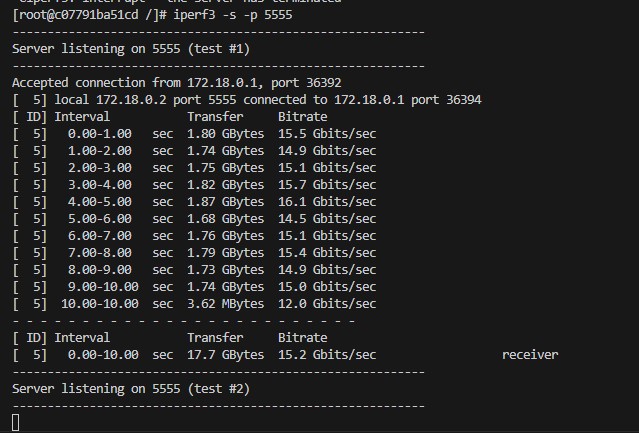 ciperf3: interrupt - the server has terminated
[root@c07791ba51cd /]# iperf3 -s -p 5555
-----------------------------------------------------------
Server listening on 5555 (test #1)
-----------------------------------------------------------
Accepted connection from 172.18.0.1, port 36392
[  5] local 172.18.0.2 port 5555 connected to 172.18.0.1 port 36394
[ ID] Interval           Transfer     Bitrate
[  5]   0.00-1.00   sec  1.80 GBytes  15.5 Gbits/sec
[  5]   1.00-2.00   sec  1.74 GBytes  14.9 Gbits/sec
[  5]   2.00-3.00   sec  1.75 GBytes  15.1 Gbits/sec
[  5]   3.00-4.00   sec  1.82 GBytes  15.7 Gbits/sec
[  5]   4.00-5.00   sec  1.87 GBytes  16.1 Gbits/sec
[  5]   5.00-6.00   sec  1.68 GBytes  14.5 Gbits/sec
[  5]   6.00-7.00   sec  1.76 GBytes  15.1 Gbits/sec
[  5]   7.00-8.00   sec  1.79 GBytes  15.4 Gbits/sec
[  5]   8.00-9.00   sec  1.73 GBytes  14.9 Gbits/sec
[  5]   9.00-10.00  sec  1.74 GBytes  15.0 Gbits/sec
[  5]  10.00-10.00  sec  3.62 MBytes  12.0 Gbits/sec
- - - - - - - - - - - - - - - - - - - - - - - - -
[ ID] Interval           Transfer     Bitrate
[  5]   0.00-10.00  sec  17.7 GBytes  15.2 Gbits/sec                  receiver
-----------------------------------------------------------
Server listening on 5555 (test #2)
-----------------------------------------------------------